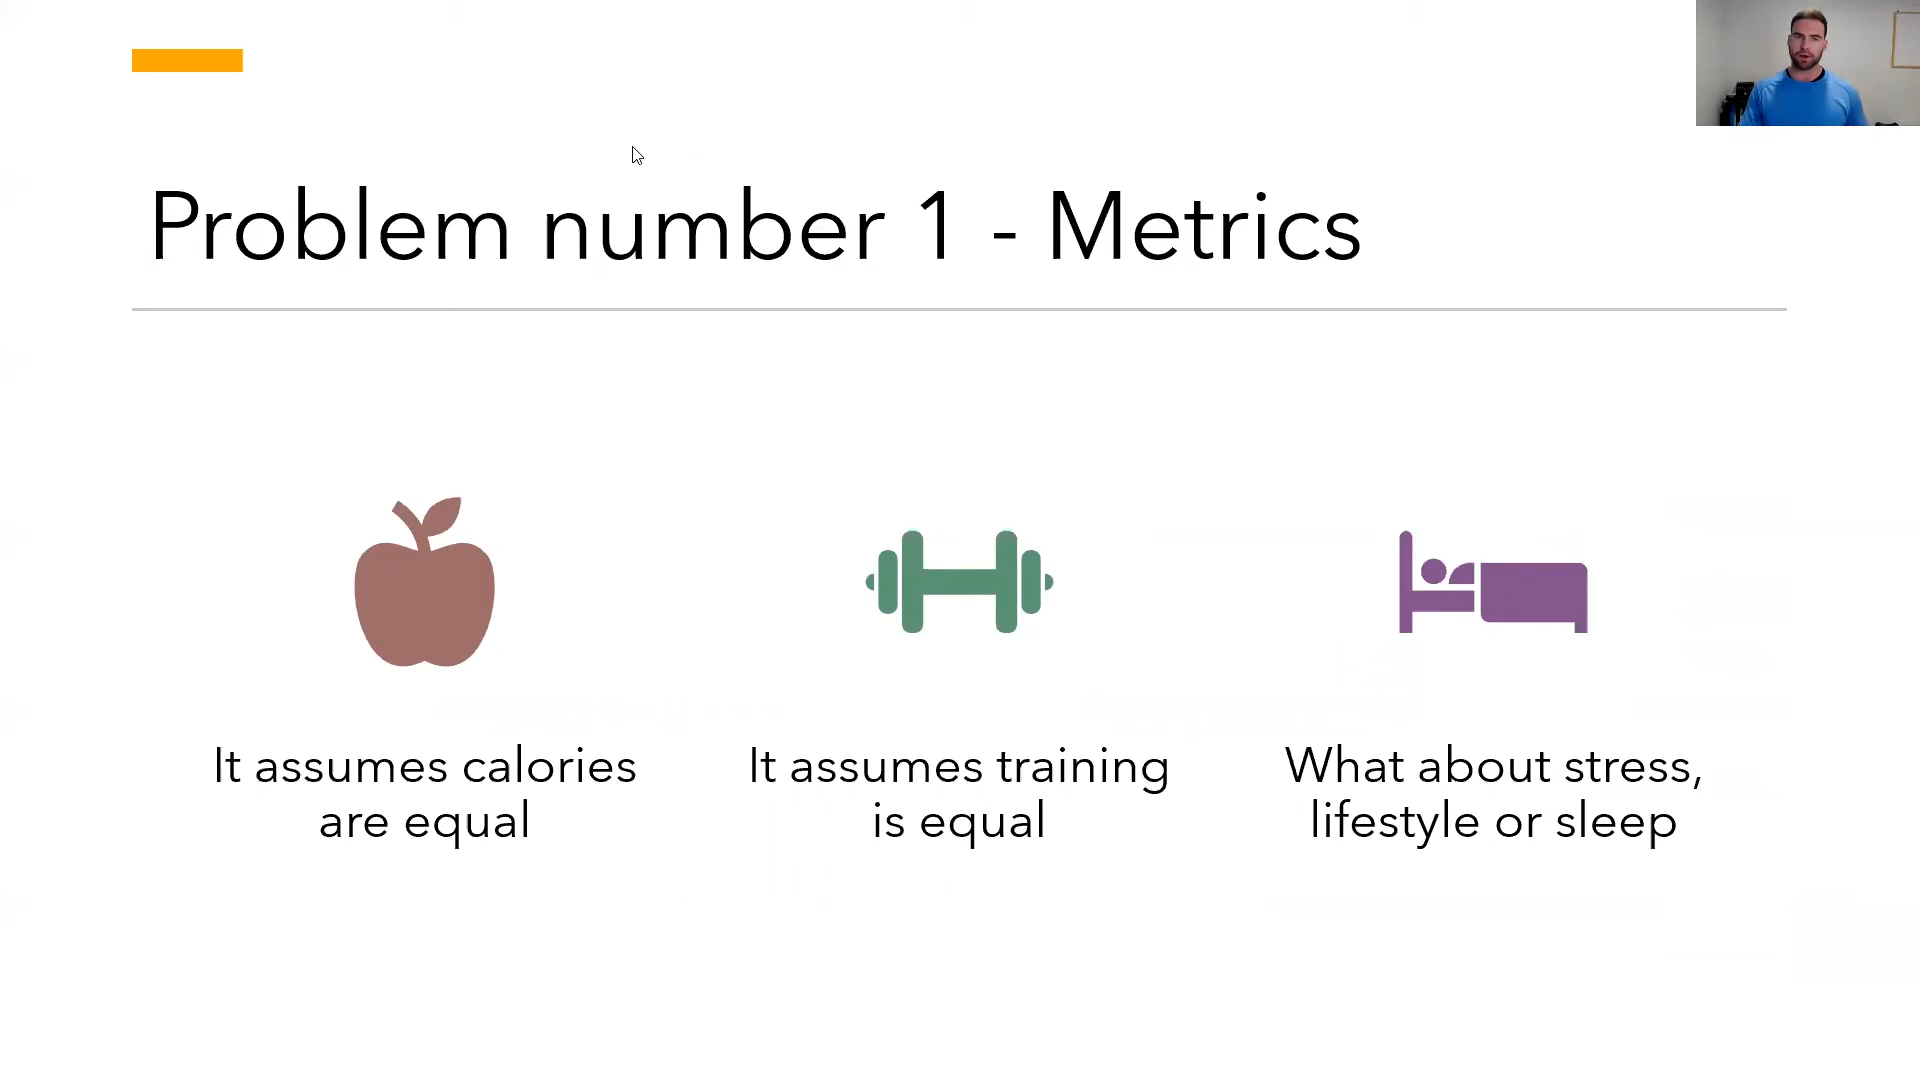 Problem number 1 - Metrics
It assumes calories
are equal
It assumes training
is equal
What about stress,
lifestyle or sleep